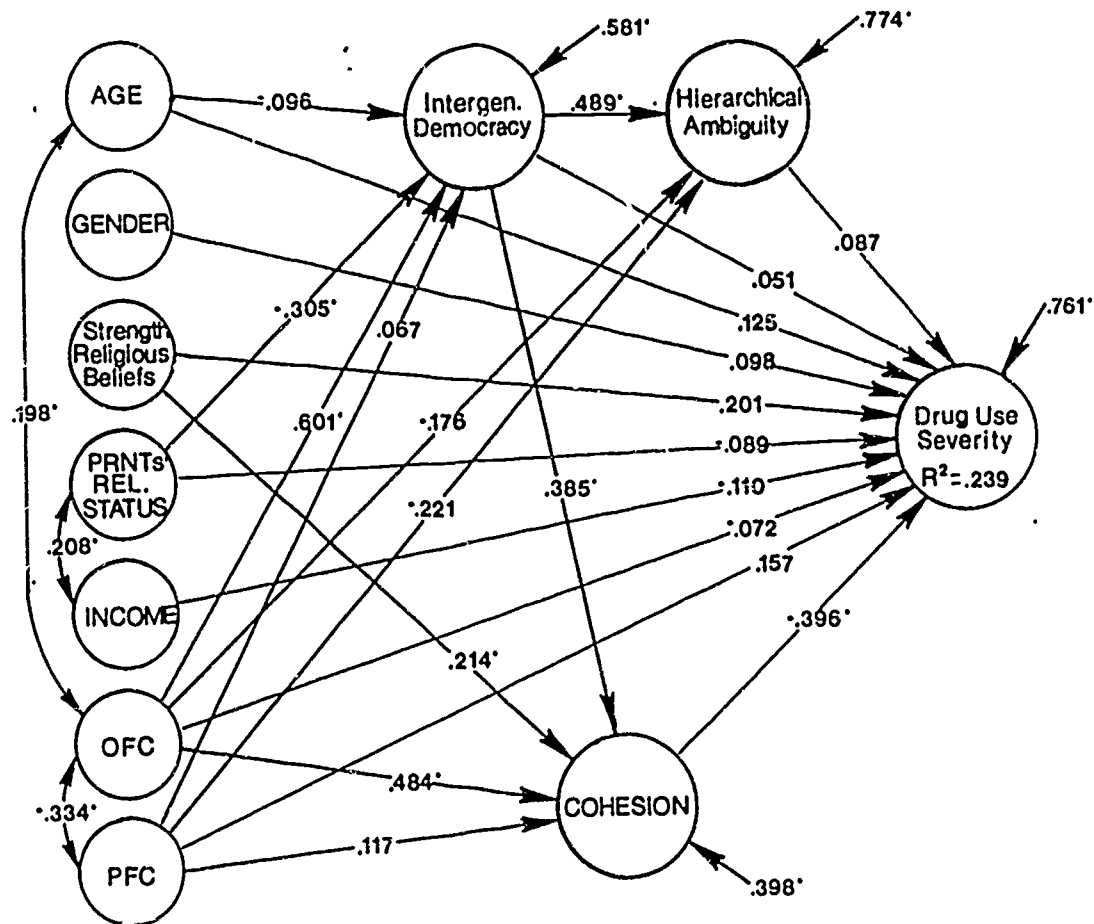 AGE
GENDER
Strength
Religious
Beliefs
PRNTs'
REL.
STATUS
INCOME
OFC
PFC
Intergen.
Democracy
Hierarchical
Ambiguity
Drug Use
Severity
R²=.239
COHESION
.581*
.774*
.761*
.398*
-.096
.489*
.087
.051
.125
.098
.201
-.089
-.110
.072
.157
-.396*
-.305*
.067
.601*
-.176
-.221
.385*
.214*
.484*
.117
.198*
.208*
-.334*